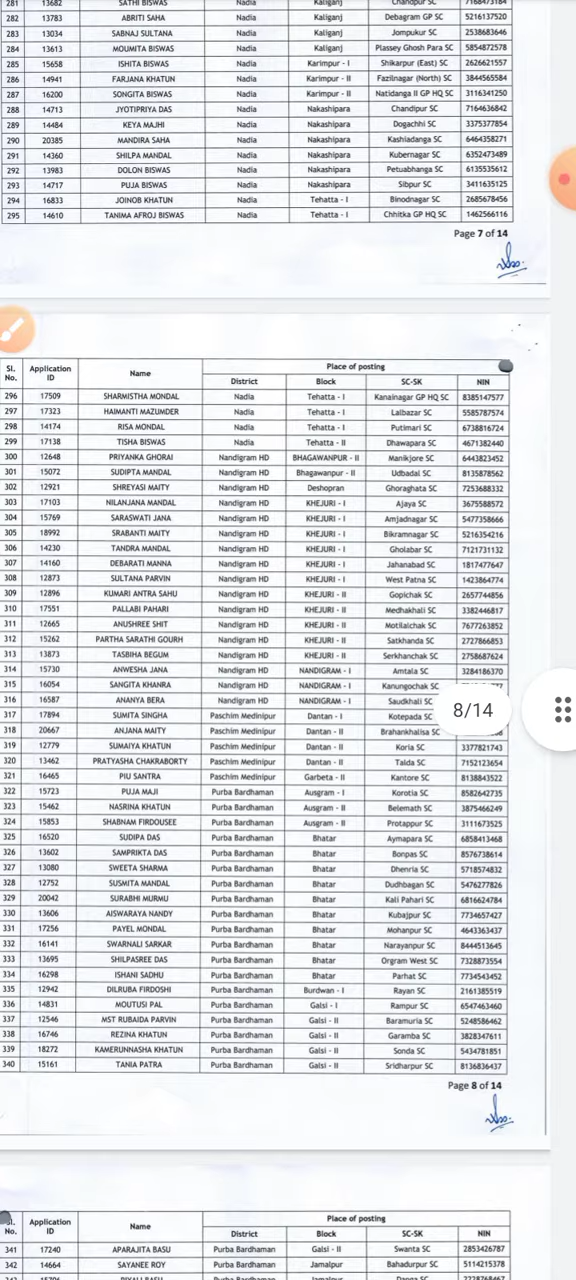 281 13682 SATHI BISWAS Nadia Kaliganj Chandpur SC 7168473184
282 13783 ABRITI SAHA Nadia Kaliganj Debagram GP SC 5216137520
283 13034 SABNAJ SULTANA Nadia Kaliganj Jompukur SC 2538683646
284 13613 MOUMITA BISWAS Nadia Kaliganj Plassey Ghosh Para SC 5854872578
285 15658 ISHITA BISWAS Nadia Karimpur - I Shikarpur (East) SC 2626621557
286 14941 FARJANA KHATUN Nadia Karimpur - II Fazilnagar (North) SC 3844565584
287 16200 SONGITA BISWAS Nadia Karimpur - II Natidanga II GP HQ SC 3116341250
288 14713 JYOTIPRIYA DAS Nadia Nakashipara Chandipur SC 7164636842
289 14484 KEYA MAJHI Nadia Nakashipara Dogachhi SC 3375377854
290 20385 MANDIRA SAHA Nadia Nakashipara Kashiadanga SC 6464358271
291 14360 SHILPA MANDAL Nadia Nakashipara Kubernagar SC 6352473489
292 13983 DOLON BISWAS Nadia Nakashipara Petuabhanga SC 6135535612
293 14717 PUJA BISWAS Nadia Nakashipara Sibpur SC 3411635125
294 16833 JOINOB KHATUN Nadia Tehatta - I Binodnagar SC 2685678456
295 14610 TANIMA AFROJ BISWAS Nadia Tehatta - I Chhitka GP HQ SC 1462566116
Page 7 of 14
Sl. No. Application ID Name Place of posting
District Block SC-SK NIN
296 17509 SHARMISTHA MONDAL Nadia Tehatta - I Kanainagar GP HQ SC 8385147577
297 17323 HAIMANTI MAZUMDER Nadia Tehatta - I Lalbazar SC 5585787574
298 14174 RISA MONDAL Nadia Tehatta - I Putimari SC 6738816724
299 17138 TISHA BISWAS Nadia Tehatta - II Dhawapara SC 4671382440
300 12648 PRIYANKA GHORAI Nandigram HD BHAGAWANPUR - II Manikjore SC 6443823452
301 15072 SUDIPTA MANDAL Nandigram HD Bhagawanpur - II Udbadal SC 8135878562
302 12921 SHREYASI MAITY Nandigram HD Deshopran Ghoraghata SC 7253688332
303 17103 NILANJANA MANDAL Nandigram HD KHEJURI - I Ajaya SC 3675588572
304 15769 SARASWATI JANA Nandigram HD KHEJURI - I Amjadnagar SC 5477358666
305 18992 SRABANTI MAITY Nandigram HD KHEJURI - I Bikramnagar SC 5216354216
306 14230 TANDRA MANDAL Nandigram HD KHEJURI - I Gholabar SC 7121731132
307 14160 DEBARATI MANNA Nandigram HD KHEJURI - I Jahanabad SC 1817477647
308 12873 SULTANA PARVIN Nandigram HD KHEJURI - I West Patna SC 1423864774
309 12896 KUMARI ANTRA SAHU Nandigram HD KHEJURI - II Gopichak SC 2657744856
310 17551 PALLABI PAHARI Nandigram HD KHEJURI - II Medhakhali SC 3382446817
311 12665 ANUSHREE SHIT Nandigram HD KHEJURI - II Motilalchak SC 7677263852
312 15262 PARTHA SARATHI GOURH Nandigram HD KHEJURI - II Satkhanda SC 2727866853
313 13873 TASBIHA BEGUM Nandigram HD KHEJURI - II Serkhanchak SC 2758687624
314 15730 ANWESHA JANA Nandigram HD NANDIGRAM - I Amtala SC 3284186370
315 16054 SANGITA KHANRA Nandigram HD NANDIGRAM - I Kanungochak SC
316 16587 ANANYA BERA Nandigram HD NANDIGRAM - I Saudkhali SC
8/14
317 17894 SUMITA SINGHA Paschim Medinipur Dantan - I Kotepada SC
318 20667 ANJANA MAITY Paschim Medinipur Dantan - II Brahankhalisa SC
319 12779 SUMAIYA KHATUN Paschim Medinipur Dantan - II Koria SC 3377821743
320 13462 PRATYASHA CHAKRABORTY Paschim Medinipur Dantan - II Talda SC 7152123654
321 16465 PIU SANTRA Paschim Medinipur Garbeta - II Kantore SC 8138843522
322 15723 PUJA MAJI Purba Bardhaman Ausgram - I Korotia SC 8582642735
323 15462 NASRINA KHATUN Purba Bardhaman Ausgram - II Belemath SC 3875466249
324 15853 SHABNAM FIRDOUSEE Purba Bardhaman Ausgram - II Protappur SC 3111673525
325 16520 SUDIPA DAS Purba Bardhaman Bhatar Aymapara SC 6858413468
326 13602 SAMPRIKTA DAS Purba Bardhaman Bhatar Bonpas SC 8576738614
327 13080 SWEETA SHARMA Purba Bardhaman Bhatar Dhenria SC 5718574832
328 12752 SUSMITA MANDAL Purba Bardhaman Bhatar Dudhbagan SC 5476277826
329 20042 SURABHI MURMU Purba Bardhaman Bhatar Kali Pahari SC 6816624784
330 13606 AISWARAYA NANDY Purba Bardhaman Bhatar Kubajpur SC 7734657427
331 17256 PAYEL MONDAL Purba Bardhaman Bhatar Mohanpur SC 4643363437
332 16141 SWARNALI SARKAR Purba Bardhaman Bhatar Narayanpur SC 8444513645
333 13695 SHILPASREE DAS Purba Bardhaman Bhatar Orgram West SC 7328873554
334 16298 ISHANI SADHU Purba Bardhaman Bhatar Parhat SC 7734543452
335 12942 DILRUBA FIRDOSHI Purba Bardhaman Burdwan - I Rayan SC 2161385519
336 14831 MOUTUSI PAL Purba Bardhaman Galsi - I Rampur SC 6547463460
337 12546 MST RUBAIDA PARVIN Purba Bardhaman Galsi - II Baramuria SC 5248586462
338 16746 REZINA KHATUN Purba Bardhaman Galsi - II Garamba SC 3828347611
339 18272 KAMERUNNASHA KHATUN Purba Bardhaman Galsi - II Sonda SC 5434781851
340 15161 TANIA PATRA Purba Bardhaman Galsi - II Sridharpur SC 8136836437
Page 8 of 14
Sl. No. Application ID Name Place of posting
District Block SC-SK NIN
341 17240 APARAJITA BASU Purba Bardhaman Galsi - II Swanta SC 2853426787
342 14664 SAYANEE ROY Purba Bardhaman Jamalpur Bahadurpur SC 5114215378